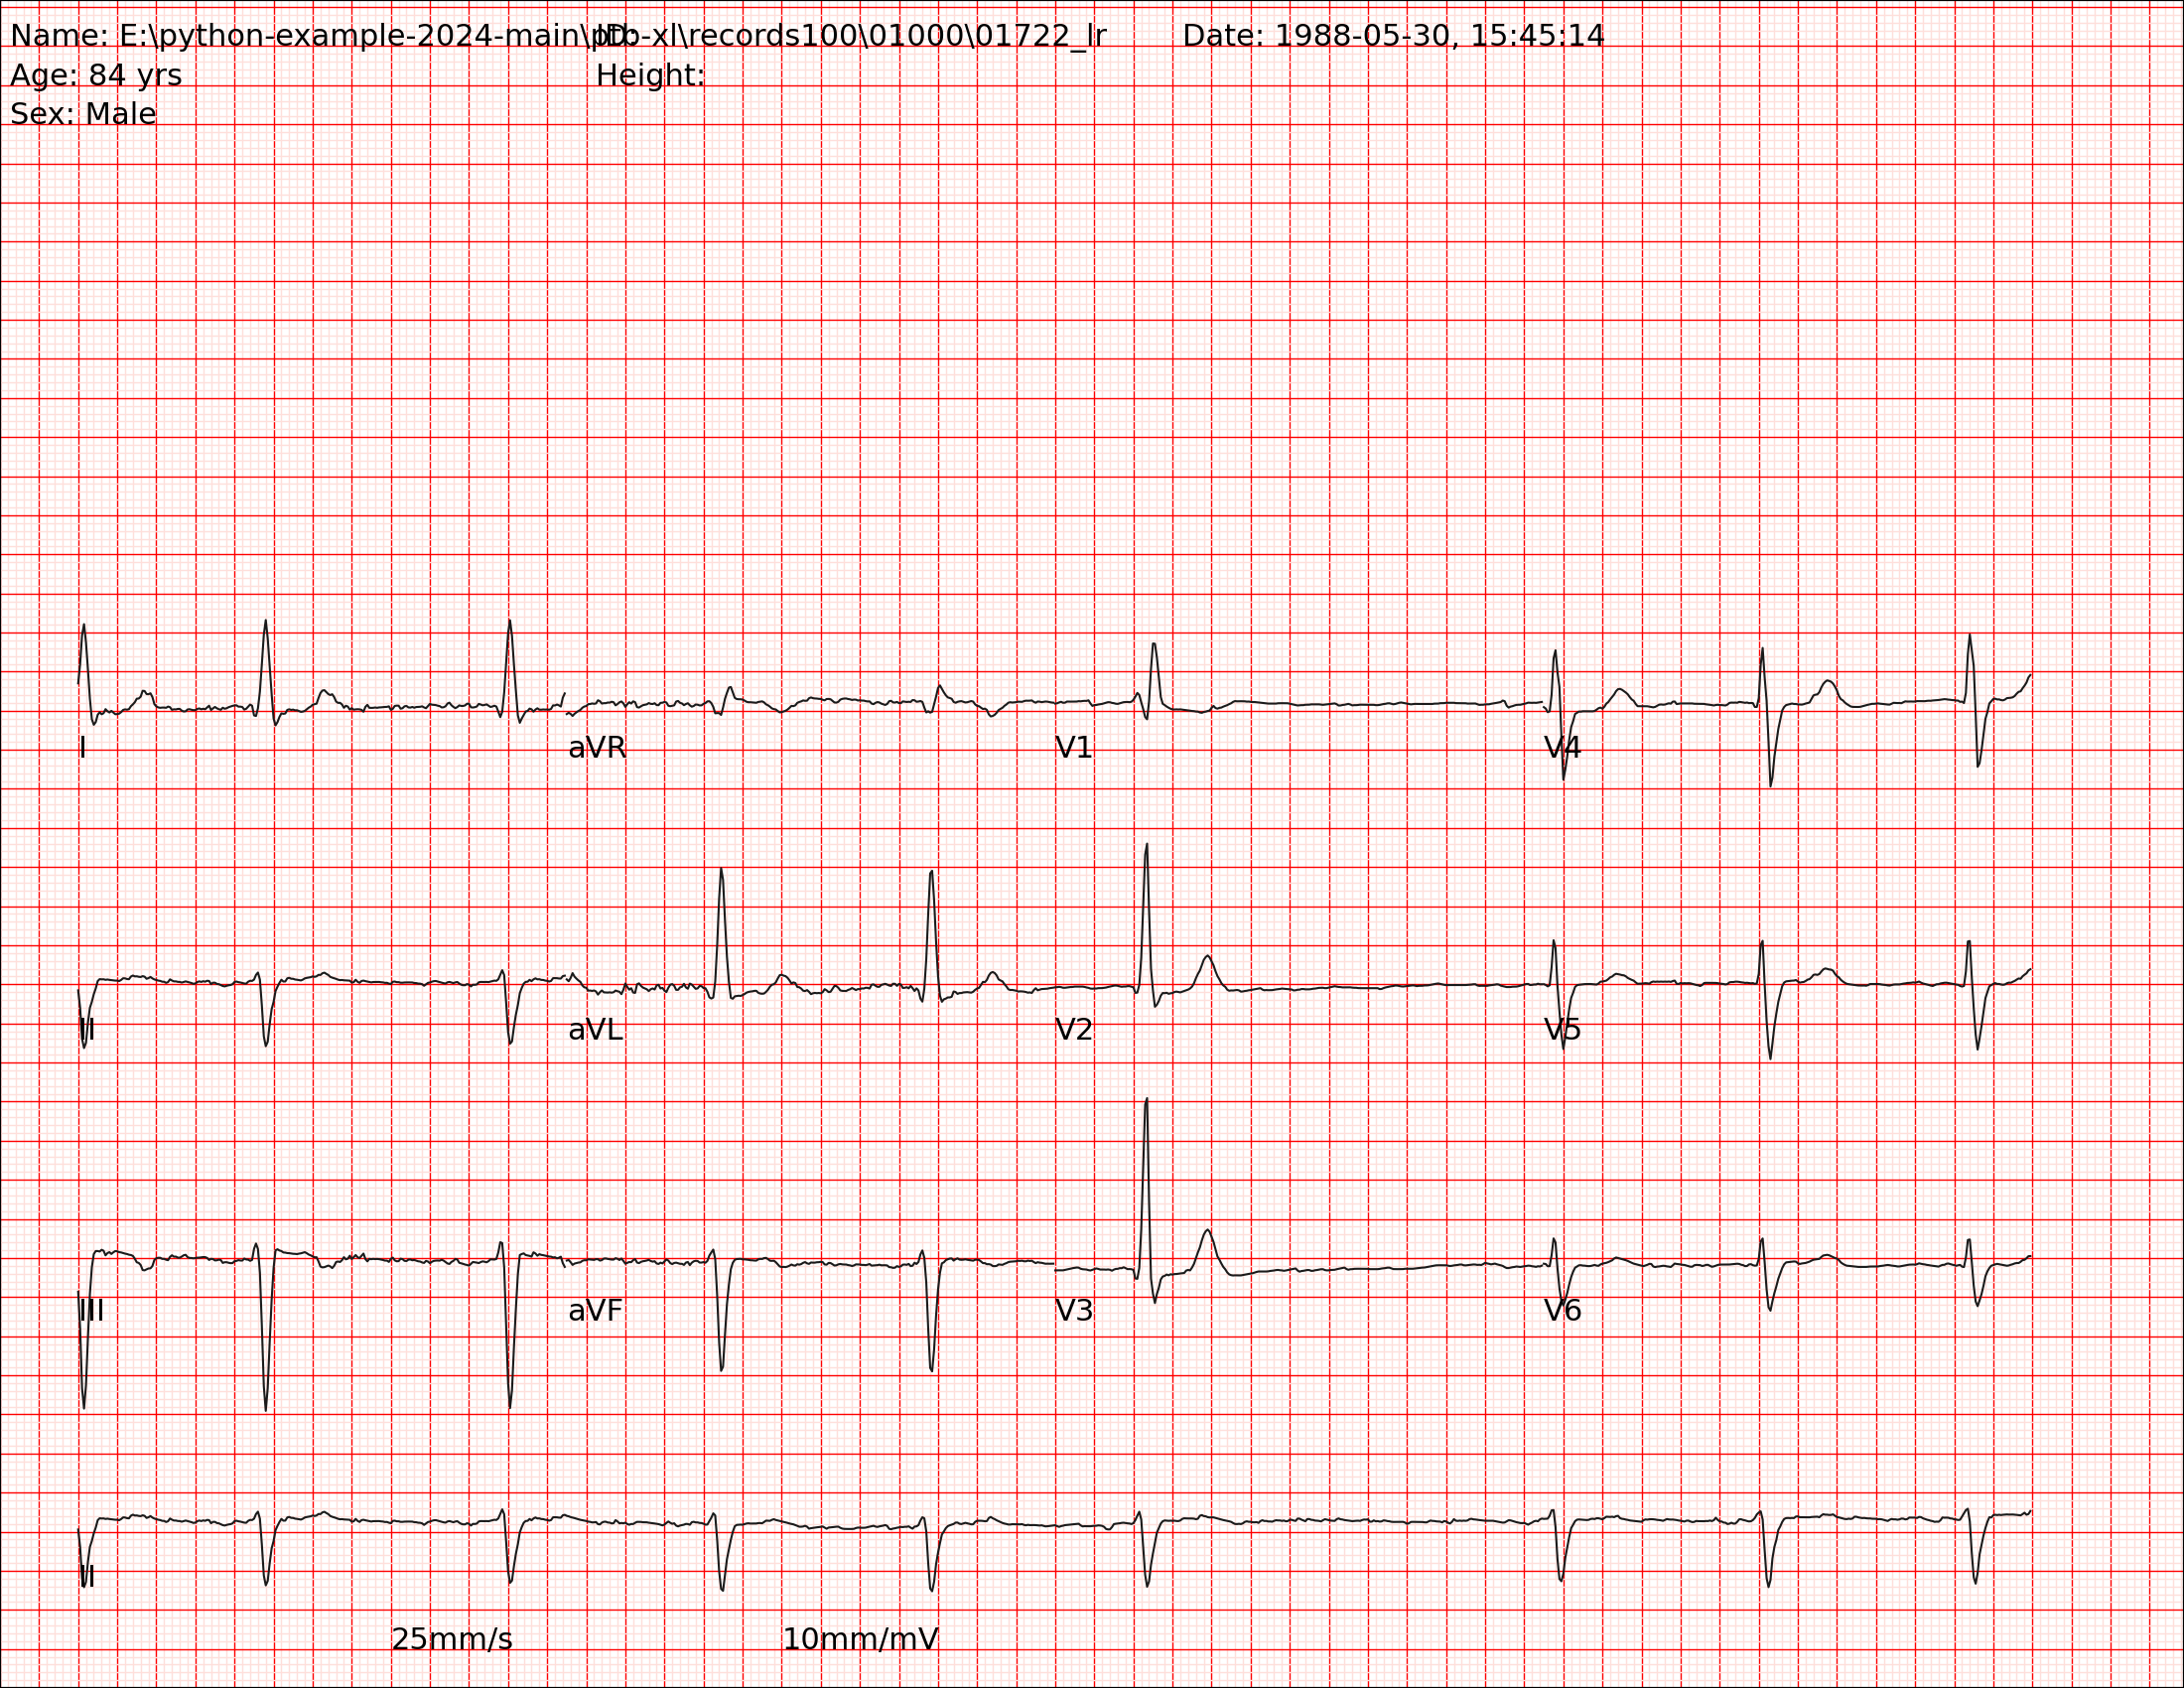 Name: E:\python-example-2024-main\ptb-xl\records100\01000\01722_lr ID: Date: 1988-05-30, 15:45:14
Age: 84 yrs Height:
Sex: Male
I aVR V1 V4
II aVL V2 V5
III aVF V3 V6
II
25mm/s 10mm/mV